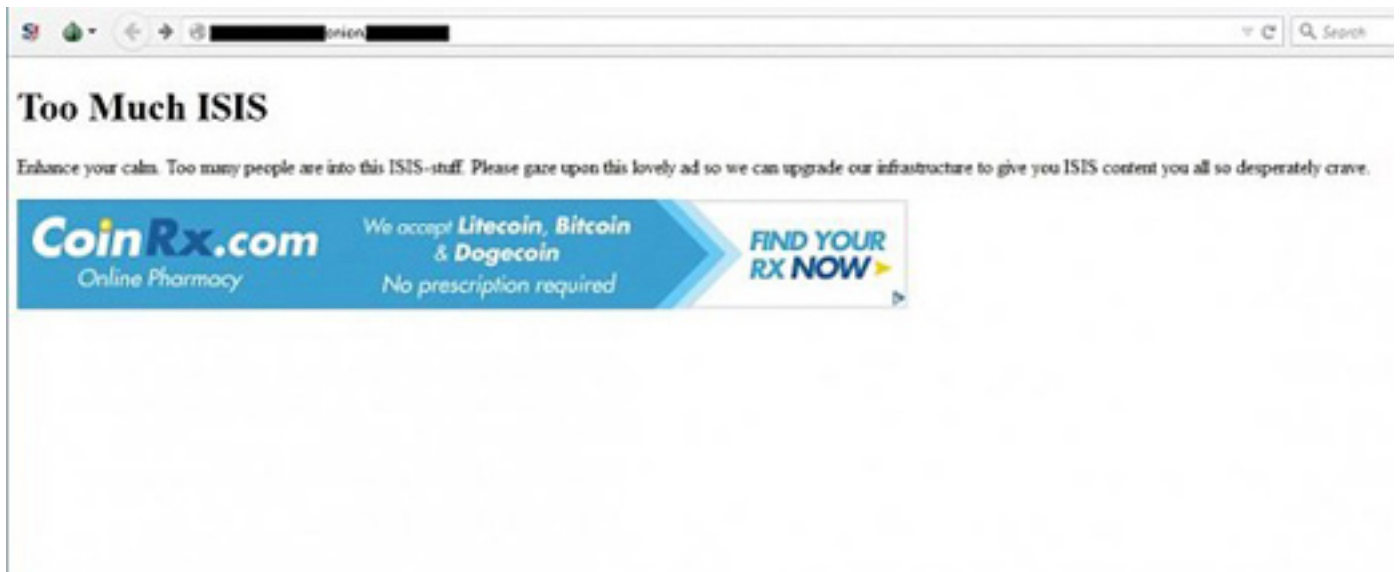 onion
Search
Too Much ISIS
Enhance your calm. Too many people are into this ISIS-stuff. Please gaze upon this lovely ad so we can upgrade our infrastructure to give you ISIS content you all so desperately crave.
CoinRx.com
Online Pharmacy
We accept Litecoin, Bitcoin
& Dogecoin
No prescription required
FIND YOUR
RX NOW